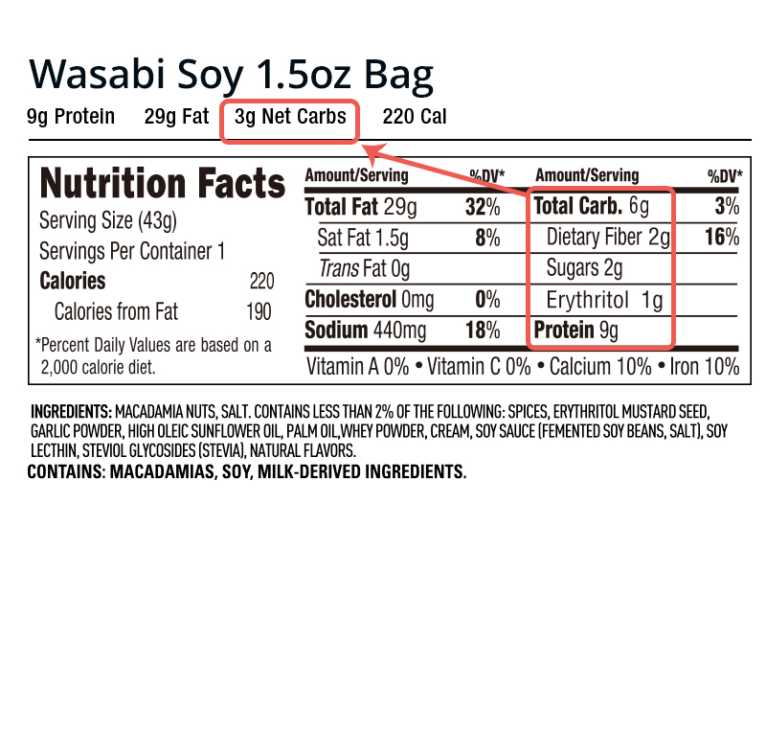 Wasabi Soy 1.5oz Bag
9g Protein 29g Fat 3g Net Carbs 220 Cal
Nutrition Facts
Serving Size (43g)
Servings Per Container 1
Calories 220
Calories from Fat 190
*Percent Daily Values are based on a
2,000 calorie diet.
Amount/Serving %DV*
Total Fat 29g 32%
Sat Fat 1.5g 8%
Trans Fat 0g
Cholesterol 0mg 0%
Sodium 440mg 18%
Amount/Serving %DV*
Total Carb. 6g 3%
Dietary Fiber 2g 16%
Sugars 2g
Erythritol 1g
Protein 9g
Vitamin A 0% • Vitamin C 0% • Calcium 10% • Iron 10%
INGREDIENTS: MACADAMIA NUTS, SALT. CONTAINS LESS THAN 2% OF THE FOLLOWING: SPICES, ERYTHRITOL MUSTARD SEED,
GARLIC POWDER, HIGH OLEIC SUNFLOWER OIL, PALM OIL,WHEY POWDER, CREAM, SOY SAUCE (FEMENTED SOY BEANS, SALT), SOY
LECTHIN, STEVIOL GLYCOSIDES (STEVIA), NATURAL FLAVORS.
CONTAINS: MACADAMIAS, SOY, MILK-DERIVED INGREDIENTS.